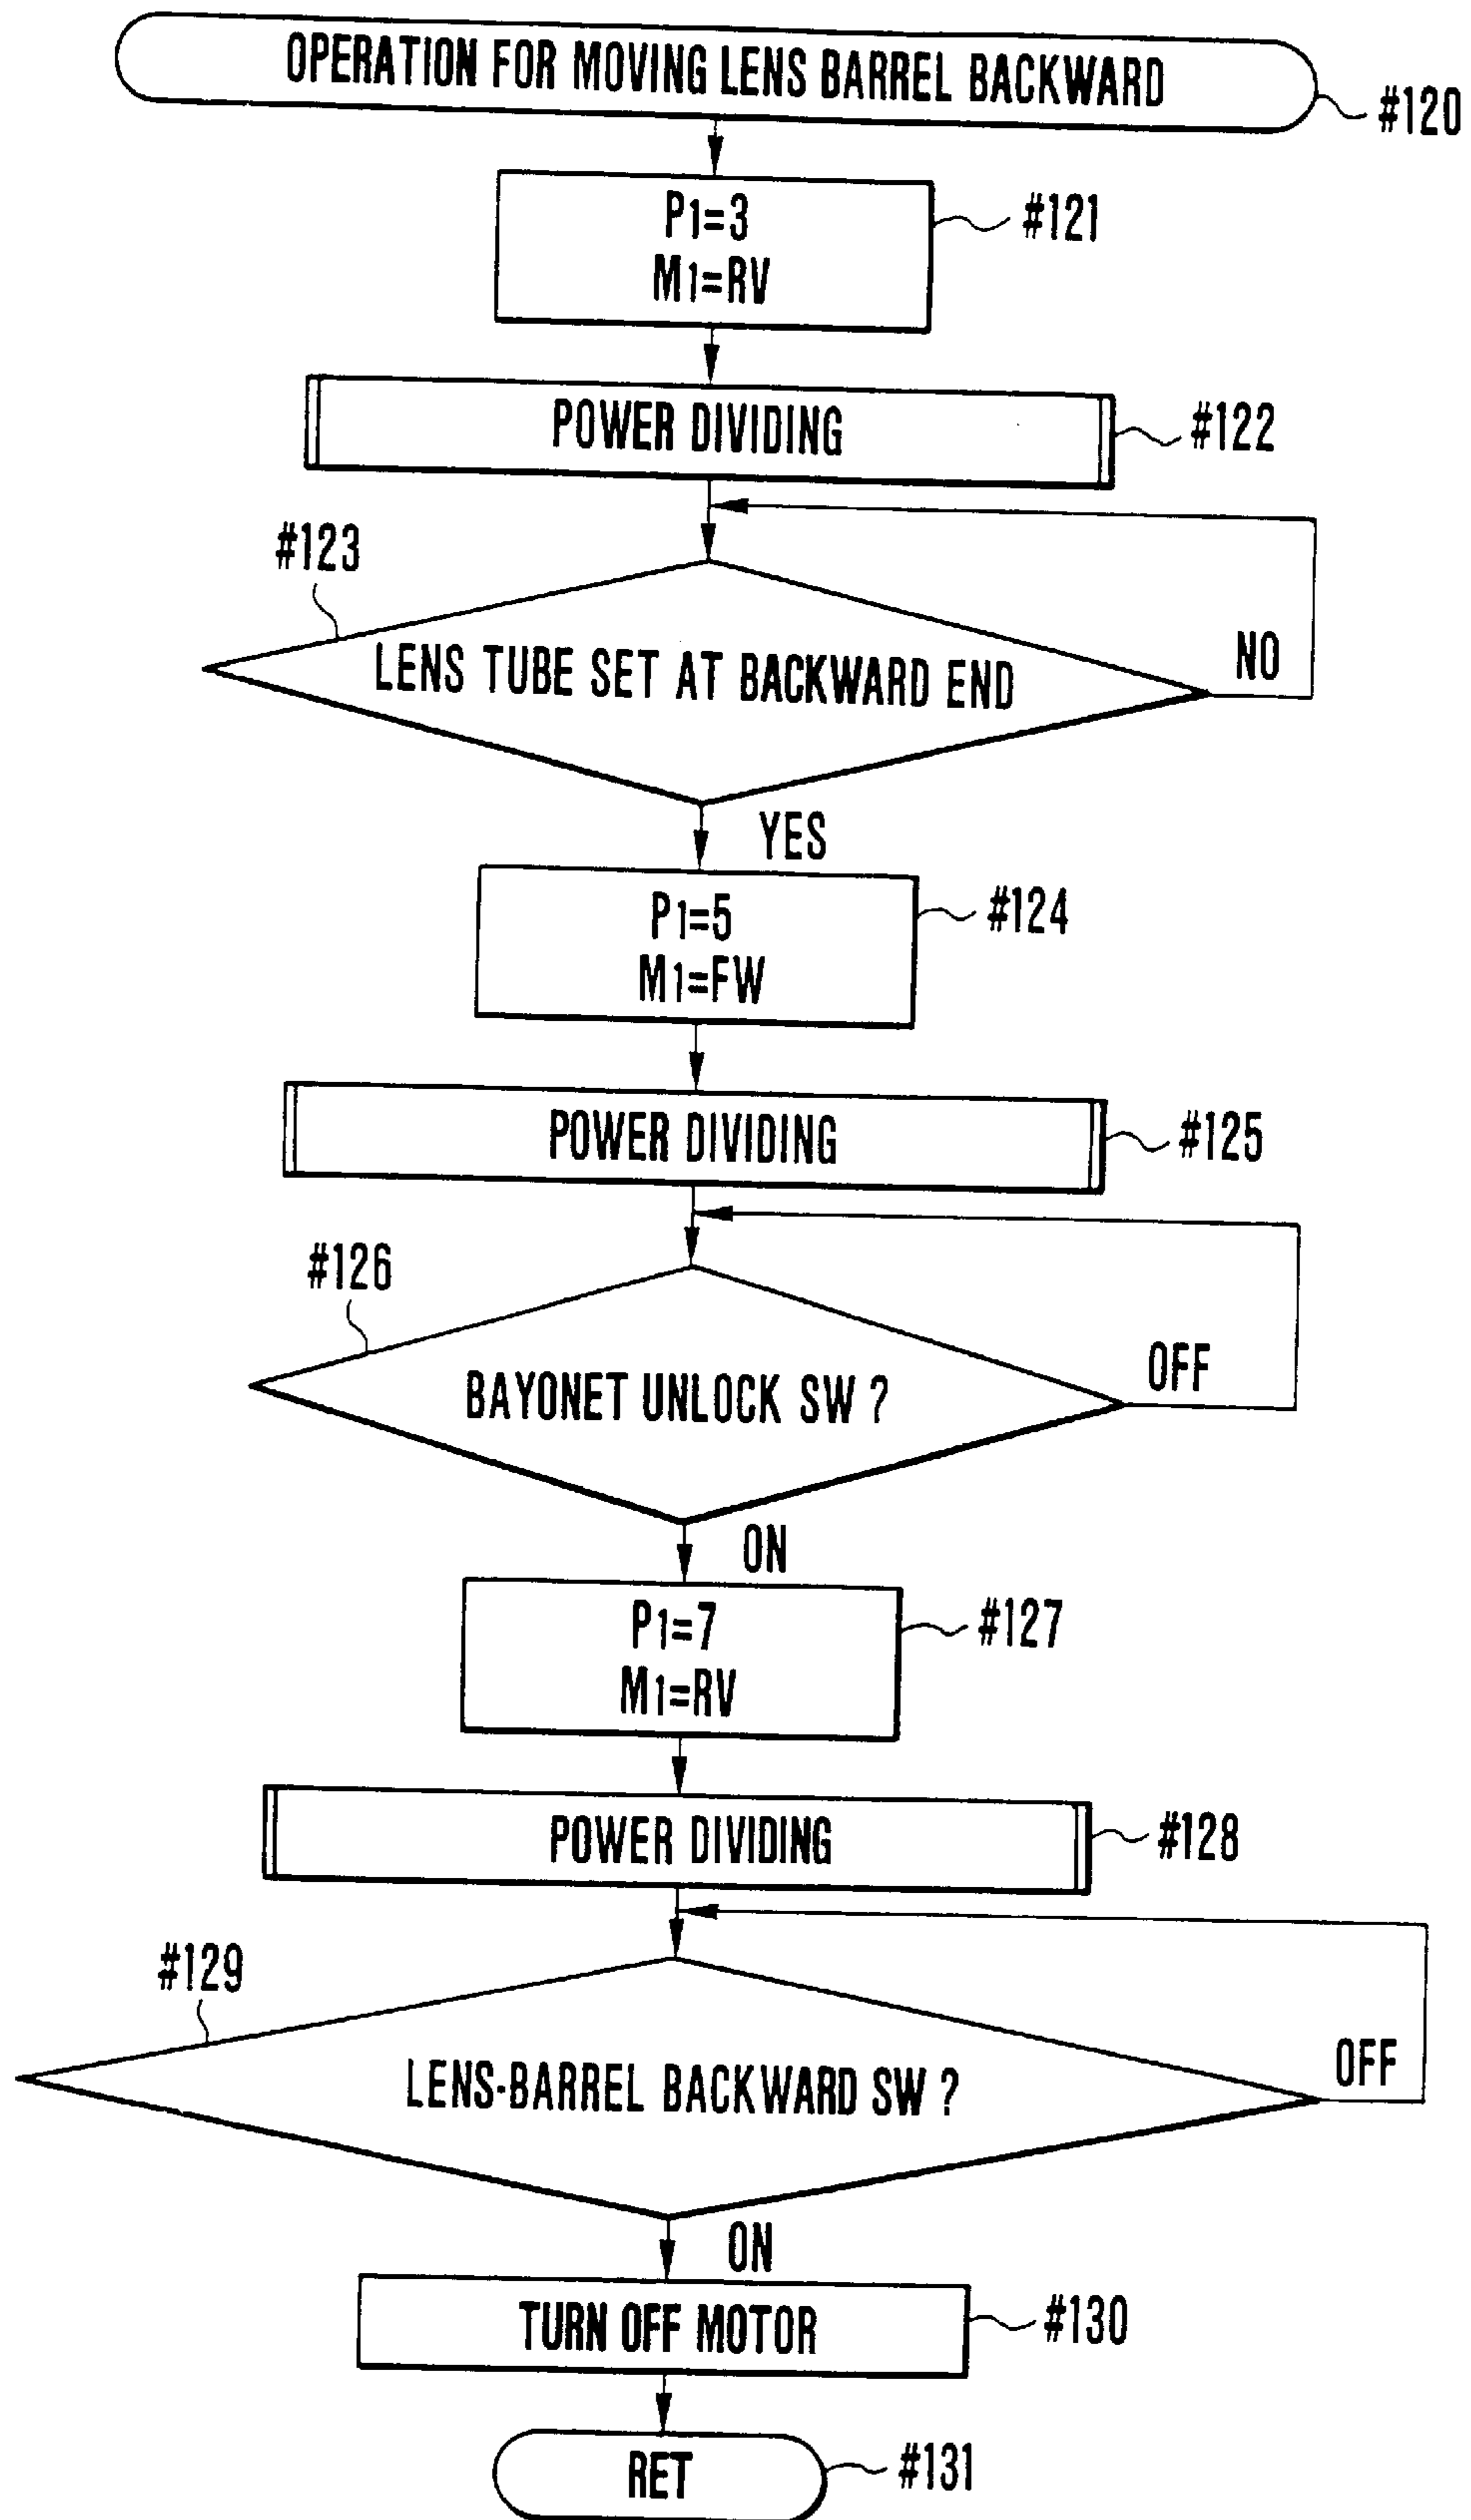 OPERATION FOR MOVING LENS BARREL BACKWARD
#120
P1=3
M1=RV
#121
POWER DIVIDING
#122
#123
LENS TUBE SET AT BACKWARD END
NO
YES
P1=5
M1=FW
#124
POWER DIVIDING
#125
#126
BAYONET UNLOCK SW ?
OFF
ON
P1=7
M1=RV
#127
POWER DIVIDING
#128
#129
LENS-BARREL BACKWARD SW ?
OFF
ON
TURN OFF MOTOR
#130
RET
#131